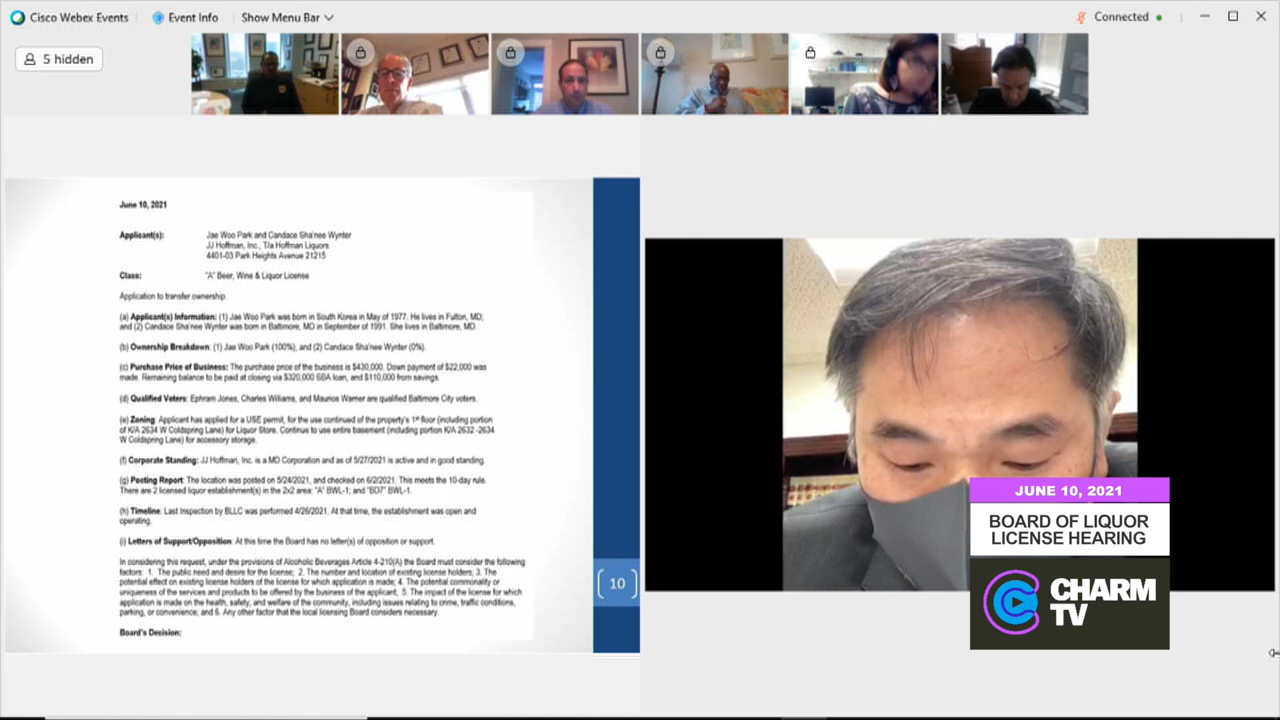 Cisco Webex Events
Event Info
Show Menu Bar
Connected
5 hidden
June 10, 2021
Applicant(s): Jae Woo Park and Candace Sha'nee Wynter
JJ Hoffman, Inc., T/a Hoffman Liquors
4401-03 Park Heights Avenue 21215
Class: "A" Beer, Wine & Liquor License
Application to transfer ownership.
(a) Applicant(s) Information: (1) Jae Woo Park was born in South Korea in May of 1977. He lives in Fulton, MD;
and (2) Candace Sha'nee Wynter was born in Baltimore, MD in September of 1991. She lives in Baltimore, MD.
(b) Ownership Breakdown: (1) Jae Woo Park (100%); and (2) Candace Sha'nee Wynter (0%).
(c) Purchase Price of Business: The purchase price of the business is $430,000. Down payment of $22,000 was
made. Remaining balance to be paid at closing via $320,000 BBA loan, and $110,000 from savings.
(d) Qualified Voters: Ephram Jones, Charles Williams, and Maurice Warner are qualified Baltimore City voters.
(e) Zoning: Applicant has applied for a USE permit, for the use continued of the property's 1st floor (including portion
of K/A 2634 W Coldspring Lane) for Liquor Store. Continue to use entire basement (including portion K/A 2632 -2634
W Coldspring Lane) for accessory storage.
(f) Corporate Standing: JJ Hoffman, Inc. is a MD Corporation and as of 5/27/2021 is active and in good standing.
(g) Posting Report: The location was posted on 5/24/2021, and checked on 6/2/2021. This meets the 10-day rule.
There are 2 licensed liquor establishment(s) in the 2x2 area: "A" BWL-1; and "BD7" BWL-1.
(h) Timeline: Last Inspection by BLLC was performed 4/26/2021. At that time, the establishment was open and
operating.
(i) Letters of Support/Opposition: At this time the Board has no letter(s) of opposition or support.
In considering this request, under the provisions of Alcoholic Beverages Article 4-210(A) the Board must consider the following
factors: 1. The public need and desire for the license; 2. The number and location of existing license holders; 3. The
potential effect on existing license holders of the license for which application is made; 4. The potential commonality or
uniqueness of the services and products to be offered by the business of the applicant; 5. The impact of the license for which
application is made on the health, safety, and welfare of the community, including issues relating to crime, traffic conditions,
parking, or convenience; and 6. Any other factor that the local licensing Board considers necessary.
Board's Decision:
10
JUNE 10, 2021
BOARD OF LIQUOR
LICENSE HEARING
CHARM
TV